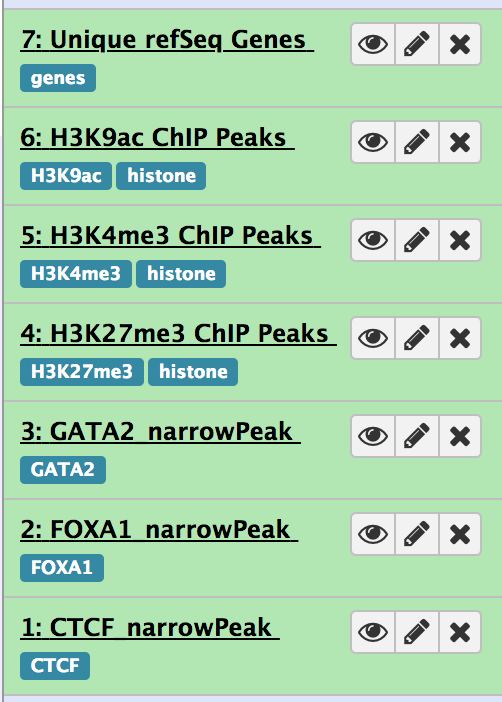 7: Unique refSeq Genes
genes
6: H3K9ac ChIP Peaks
H3K9ac histone
5: H3K4me3 ChIP Peaks
H3K4me3 histone
4: H3K27me3 ChIP Peaks
H3K27me3 histone
3: GATA2_narrowPeak
GATA2
2: FOXA1_narrowPeak
FOXA1
1: CTCF_narrowPeak
CTCF